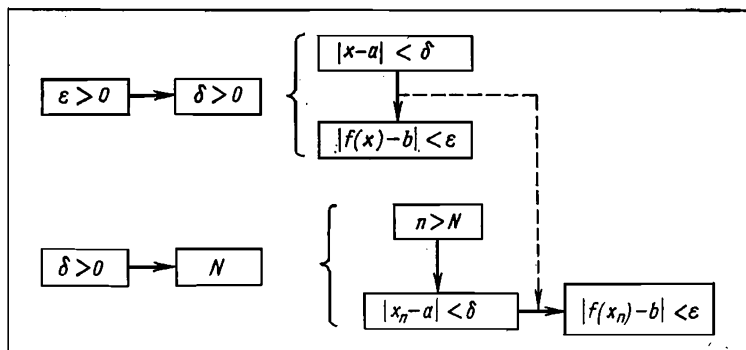 |x−a| < δ
ε > 0
δ > 0
|f(x)−b| < ε
n > N
δ > 0
N
|xₙ−a| < δ
|f(xₙ)−b| < ε